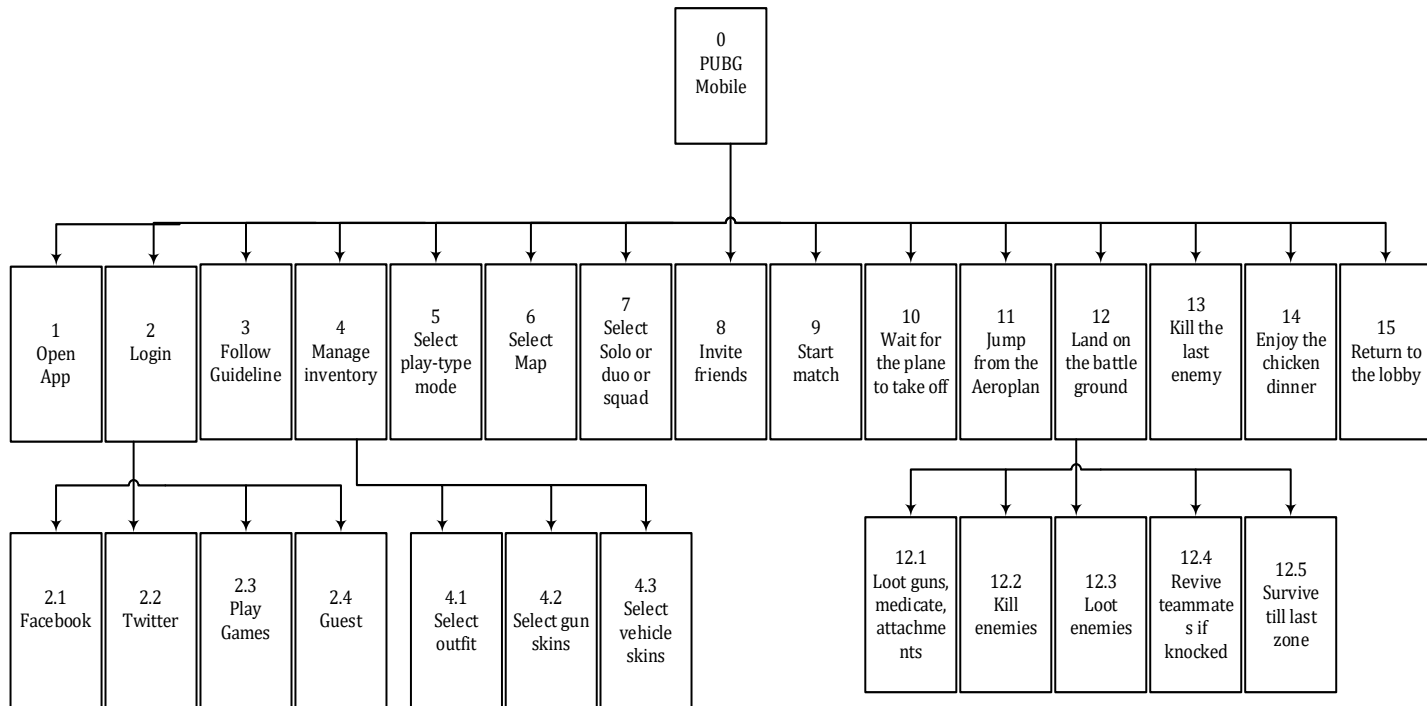 0
PUBG
Mobile
1
Open
App
2
Login
3
Follow
Guideline
4
Manage
inventory
5
Select
play-type
mode
6
Select
Map
7
Select
Solo or
duo or
squad
8
Invite
friends
9
Start
match
10
Wait for
the plane
to take off
11
Jump
from the
Aeroplan
12
Land on
the battle
ground
13
Kill the
last
enemy
14
Enjoy the
chicken
dinner
15
Return to
the lobby
2.1
Facebook
2.2
Twitter
2.3
Play
Games
2.4
Guest
4.1
Select
outfit
4.2
Select gun
skins
4.3
Select
vehicle
skins
12.1
Loot guns,
medicate,
attachme
nts
12.2
Kill
enemies
12.3
Loot
enemies
12.4
Revive
teammate
s if
knocked
12.5
Survive
till last
zone